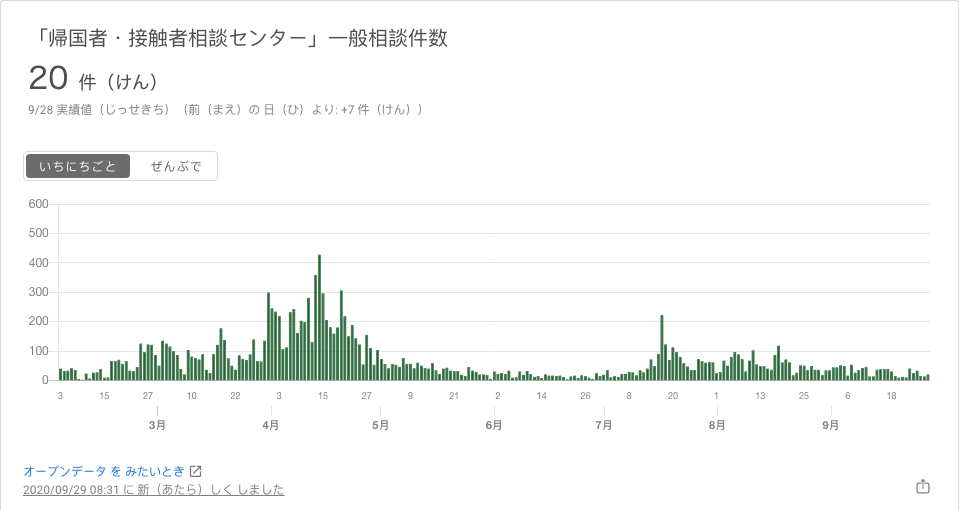 「帰国者・接触者相談センター」一般相談件数
20 件（けん）
9/28 実績値（じっせきち）（前（まえ）の 日（ひ）より: +7 件（けん））
いちにちごと ぜんぶで
600
500
400
300
200
100
0
3 15 27 10 22 3 15 27 9 21 2 14 26 8 20 1 13 25 6 18
3月 4月 5月 6月 7月 8月 9月
オープンデータ を みたいとき
2020/09/29 08:31 に 新（あたら）しく しました